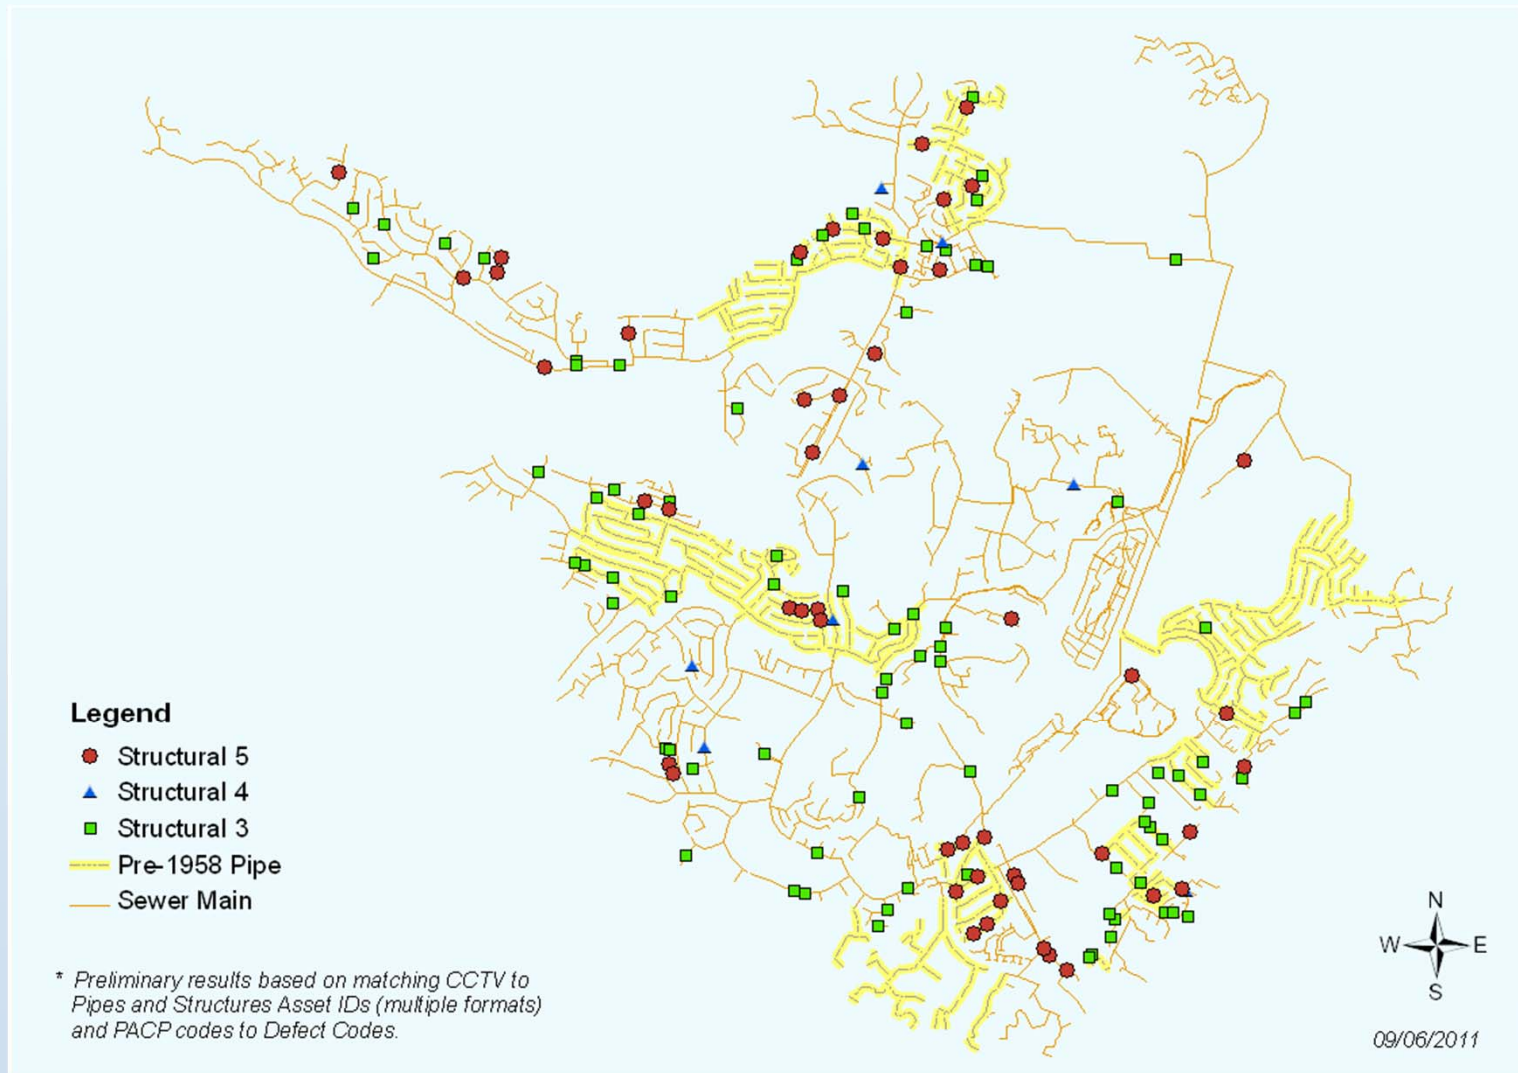 Legend
Structural 5
Structural 4
Structural 3
Pre-1958 Pipe
Sewer Main
* Preliminary results based on matching CCTV to
Pipes and Structures Asset IDs (multiple formats)
and PACP codes to Defect Codes.
N
W E
S
09/06/2011